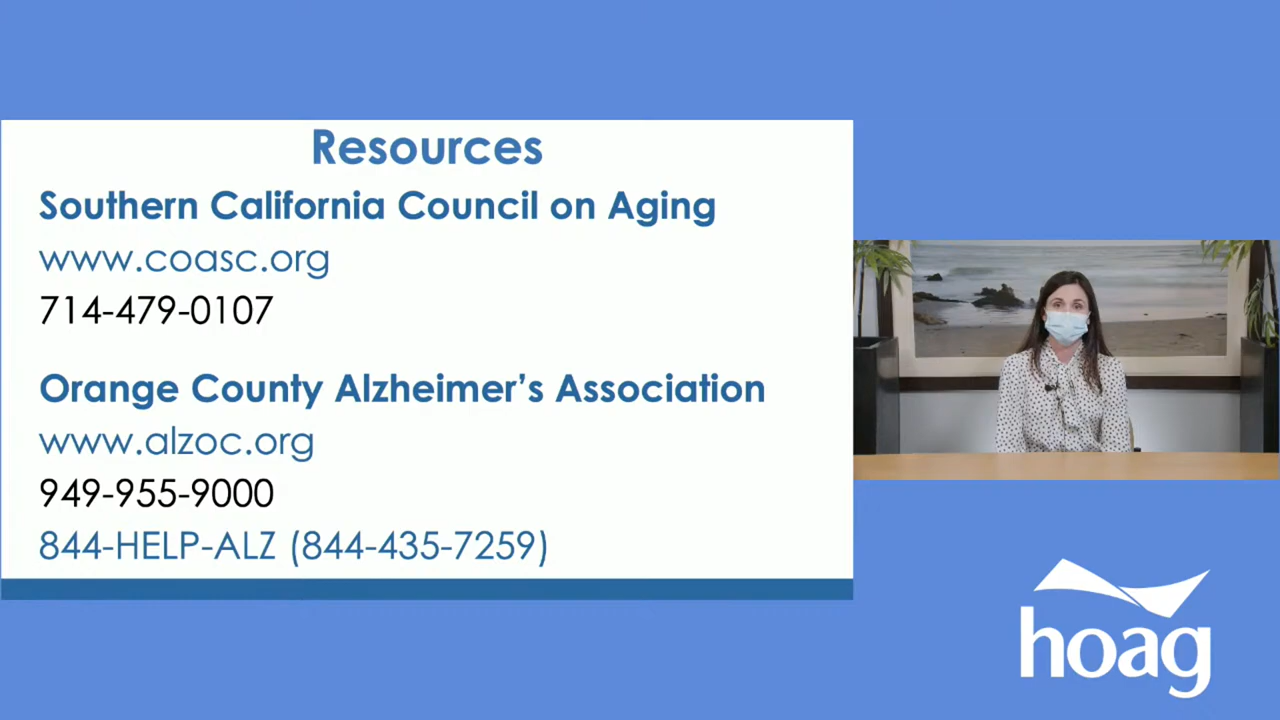 Resources
Southern California Council on Aging
www.coasc.org
714-479-0107
Orange County Alzheimer's Association
www.alzoc.org
949-955-9000
844-HELP-ALZ (844-435-7259)
hoag